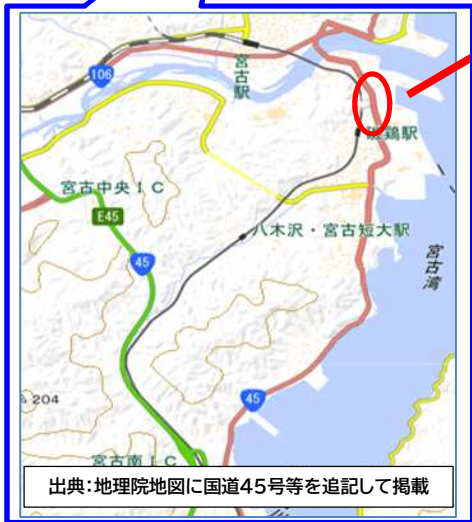 106
宮古駅
磯鶏駅
宮古中央IC
E45
八木沢・宮古短大駅
45
宮古湾
204
45
宮古南IC
出典:地理院地図に国道45号等を追記して掲載